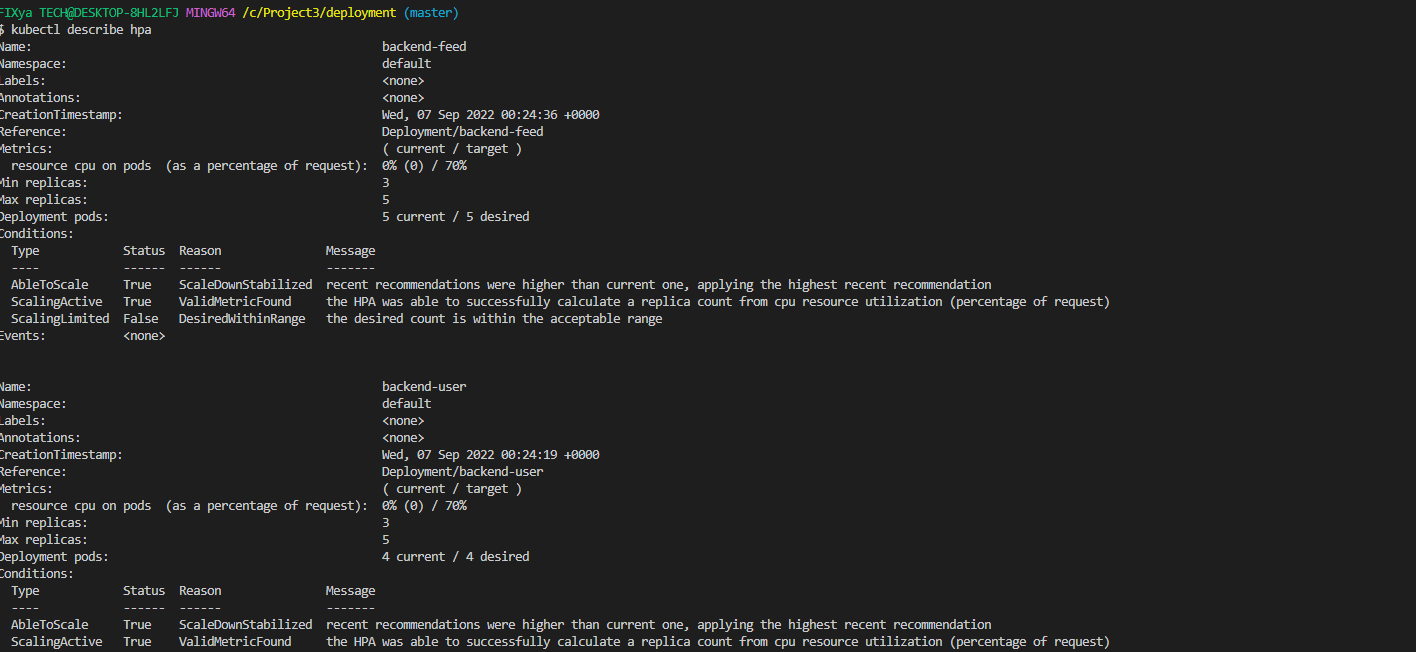 FIXya TECH@DESKTOP-8HL2LFJ MINGW64 /c/Project3/deployment (master)
$ kubectl describe hpa
Name:                                                  backend-feed
Namespace:                                             default
Labels:                                                <none>
Annotations:                                           <none>
CreationTimestamp:                                     Wed, 07 Sep 2022 00:24:36 +0000
Reference:                                             Deployment/backend-feed
Metrics:                                               ( current / target )
  resource cpu on pods  (as a percentage of request):  0% (0) / 70%
Min replicas:                                          3
Max replicas:                                          5
Deployment pods:                                       5 current / 5 desired
Conditions:
  Type            Status  Reason               Message
  ----            ------  ------               -------
  AbleToScale     True    ScaleDownStabilized  recent recommendations were higher than current one, applying the highest recent recommendation
  ScalingActive   True    ValidMetricFound     the HPA was able to successfully calculate a replica count from cpu resource utilization (percentage of request)
  ScalingLimited  False   DesiredWithinRange   the desired count is within the acceptable range
Events:           <none>
Name:                                                  backend-user
Namespace:                                             default
Labels:                                                <none>
Annotations:                                           <none>
CreationTimestamp:                                     Wed, 07 Sep 2022 00:24:19 +0000
Reference:                                             Deployment/backend-user
Metrics:                                               ( current / target )
  resource cpu on pods  (as a percentage of request):  0% (0) / 70%
Min replicas:                                          3
Max replicas:                                          5
Deployment pods:                                       4 current / 4 desired
Conditions:
  Type            Status  Reason               Message
  ----            ------  ------               -------
  AbleToScale     True    ScaleDownStabilized  recent recommendations were higher than current one, applying the highest recent recommendation
  ScalingActive   True    ValidMetricFound     the HPA was able to successfully calculate a replica count from cpu resource utilization (percentage of request)